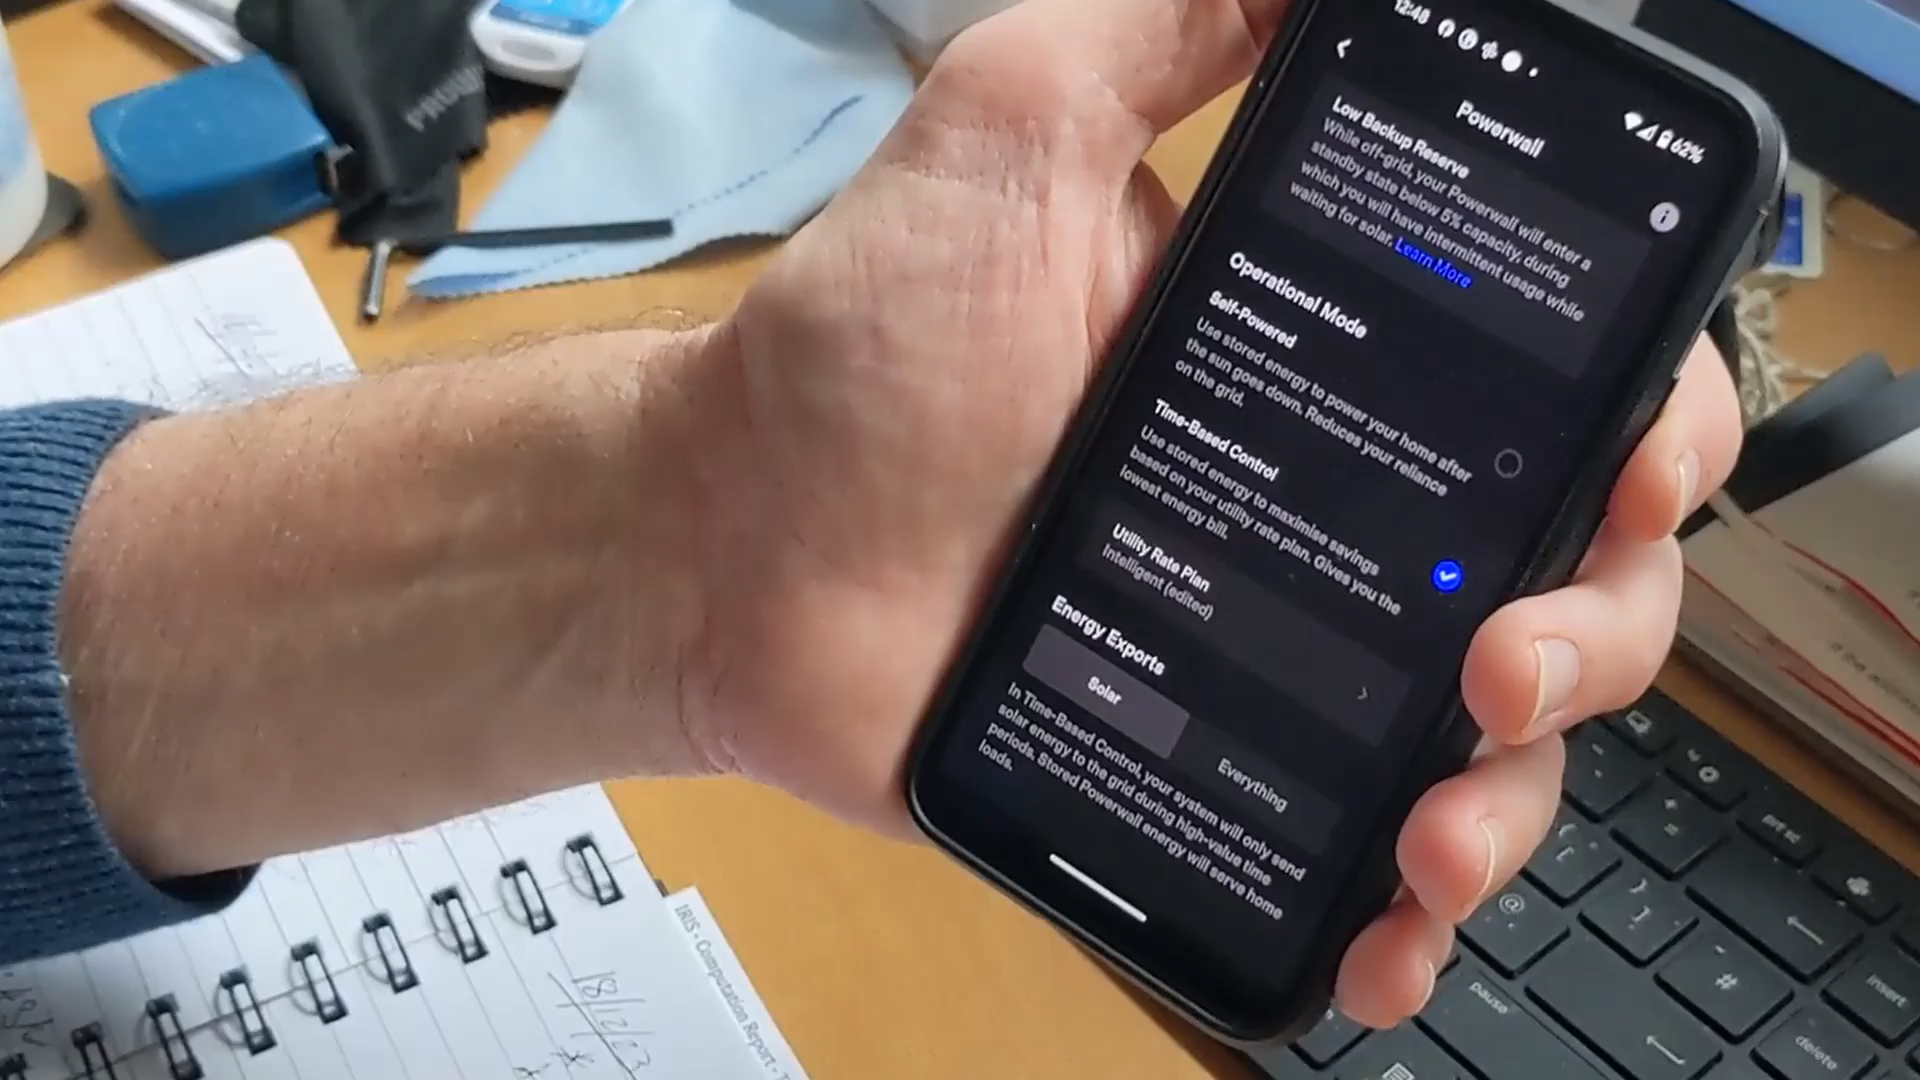 12:48
62%
Powerwall
Low Backup Reserve
While off-grid, your Powerwall will enter a
standby state below 5% capacity, during
which you will have intermittent usage while
waiting for solar. Learn More
Operational Mode
Self-Powered
Use stored energy to power your home after
the sun goes down. Reduces your reliance
on the grid.
Time-Based Control
Use stored energy to maximise savings
based on your utility rate plan. Gives you the
lowest energy bill.
Utility Rate Plan
Intelligent (edited)
Energy Exports
Solar
Everything
In Time-Based Control, your system will only send
solar energy to the grid during high-value time
periods. Stored Powerwall energy will serve home
loads.
IRIS - Computation Report -
18/12/23
prt sc
insert
delete
pause
@
#